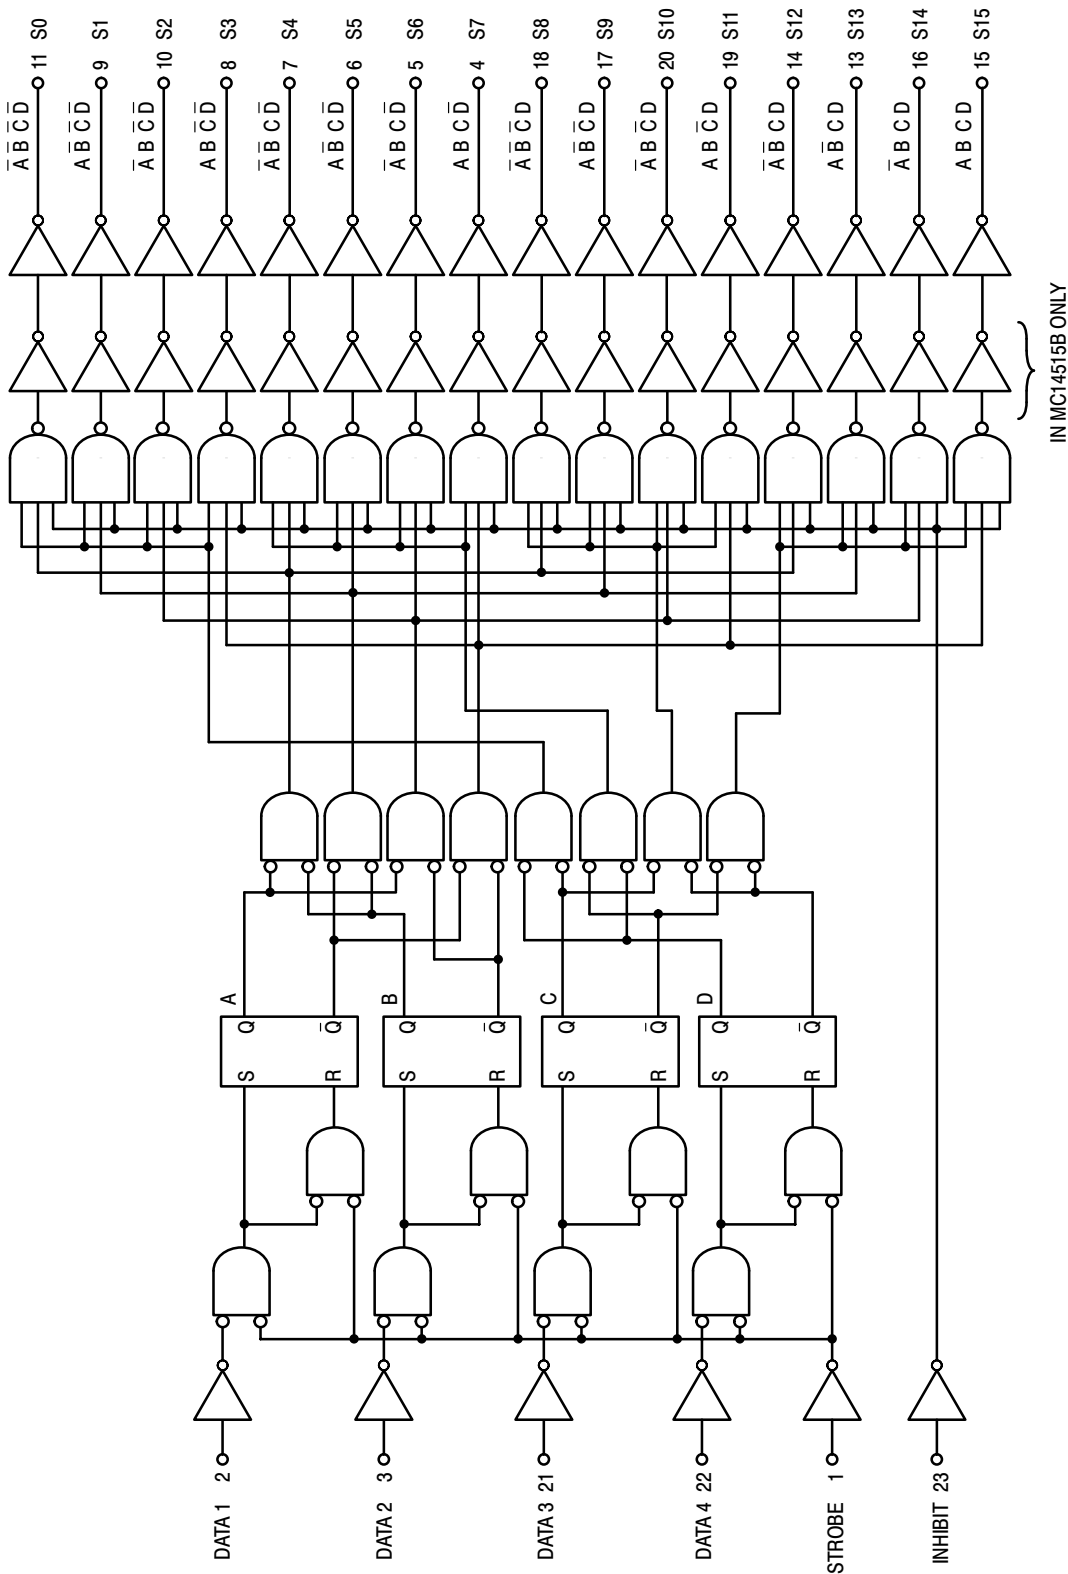 DATA 1 2
DATA 2 3
DATA 3 21
DATA 4 22
STROBE 1
INHIBIT 23
S Q A
R Q̅
S Q B
R Q̅
S Q C
R Q̅
S Q D
R Q̅
A̅ B̅ C̅ D̅ 11 S0
A B̅ C̅ D̅ 9 S1
A̅ B C̅ D̅ 10 S2
A B C̅ D̅ 8 S3
A̅ B̅ C D̅ 7 S4
A B̅ C D̅ 6 S5
A̅ B C D̅ 5 S6
A B C D̅ 4 S7
A̅ B̅ C̅ D 18 S8
A B̅ C̅ D 17 S9
A̅ B C̅ D 20 S10
A B C̅ D 19 S11
A̅ B̅ C D 14 S12
A B̅ C D 13 S13
A̅ B C D 16 S14
A B C D 15 S15
IN MC14515B ONLY